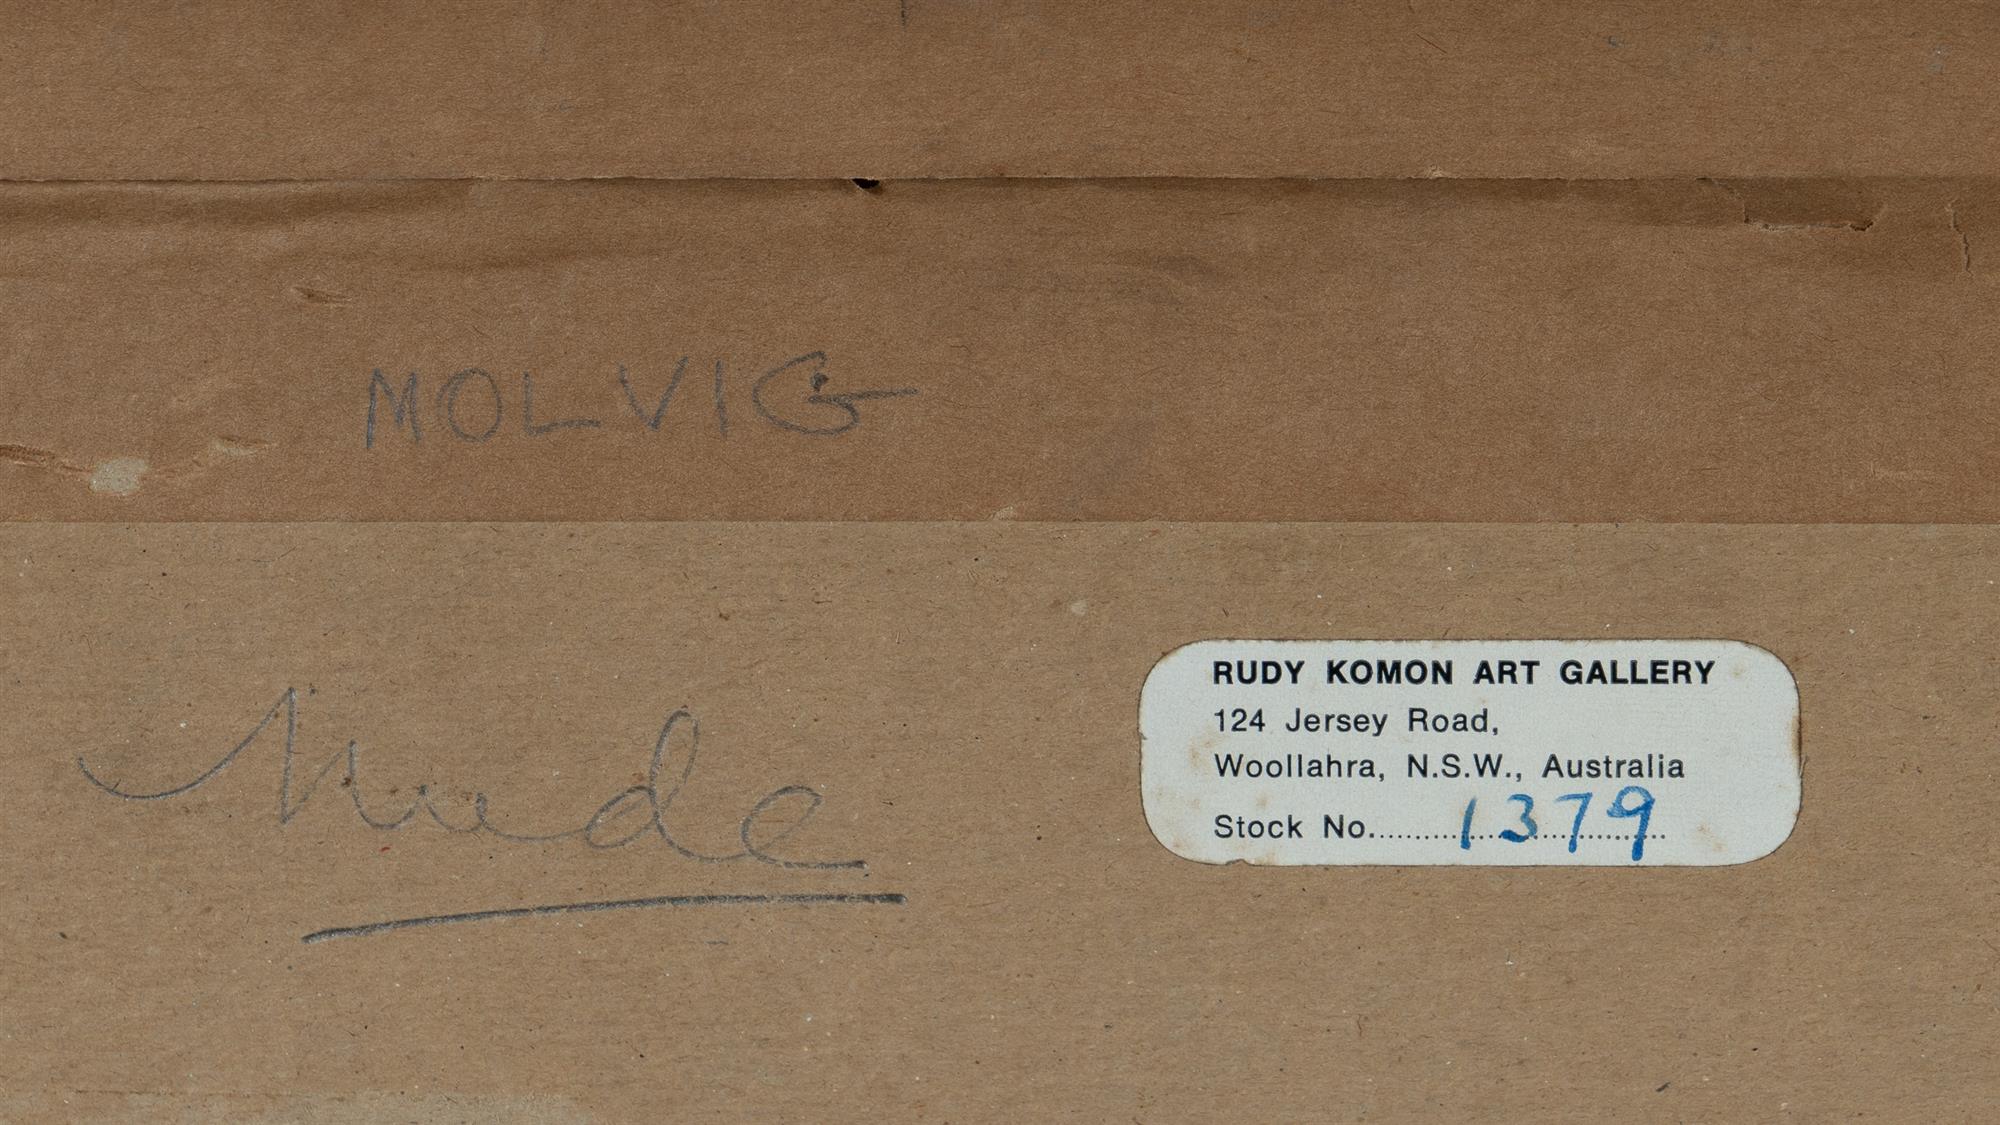 MOLVIG
Nude
RUDY KOMON ART GALLERY
124 Jersey Road,
Woollahra, N.S.W., Australia
Stock No. 1379